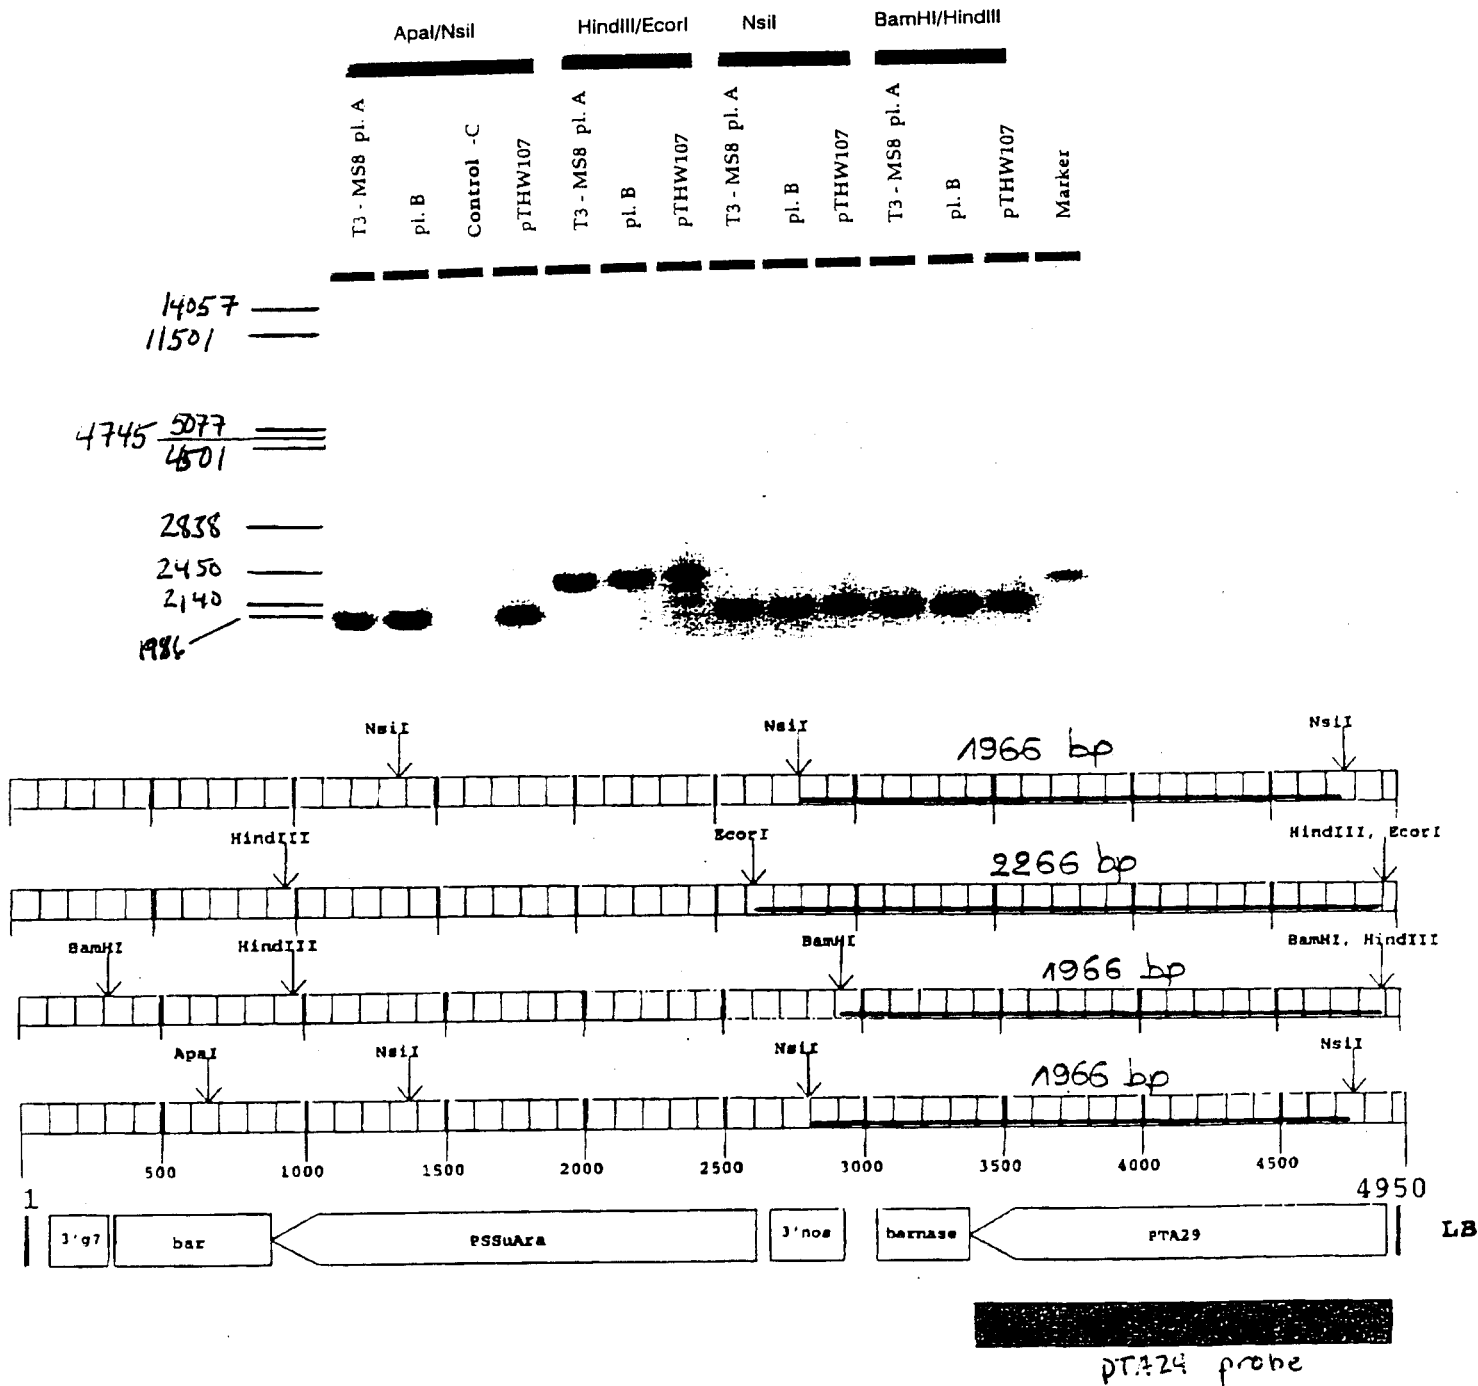 ApaI/NsiI HindIII/EcorI NsiI BamHI/HindIII
T3 - MS8 pl. A
pl. B
Control -C
pTHW107
T3 - MS8 pl. A
pl. B
pTHW107
T3 - MS8 pl. A
pl. B
pTHW107
T3 - MS8 pl. A
pl. B
pTHW107
Marker
14057
11501
5077
4745
4501
2838
2450
2140
1986
NsiI NsiI NsiI
1966 bp
HindIII EcorI HindIII, EcorI
2266 bp
BamHI HindIII BamHI BamHI, HindIII
1966 bp
ApaI NsiI NsiI NsiI
1966 bp
500 1000 1500 2000 2500 3000 3500 4000 4500
1 4950
3'g7 bar PSSuAra 3'nos barnase PTA29 LB
pTA24 probe